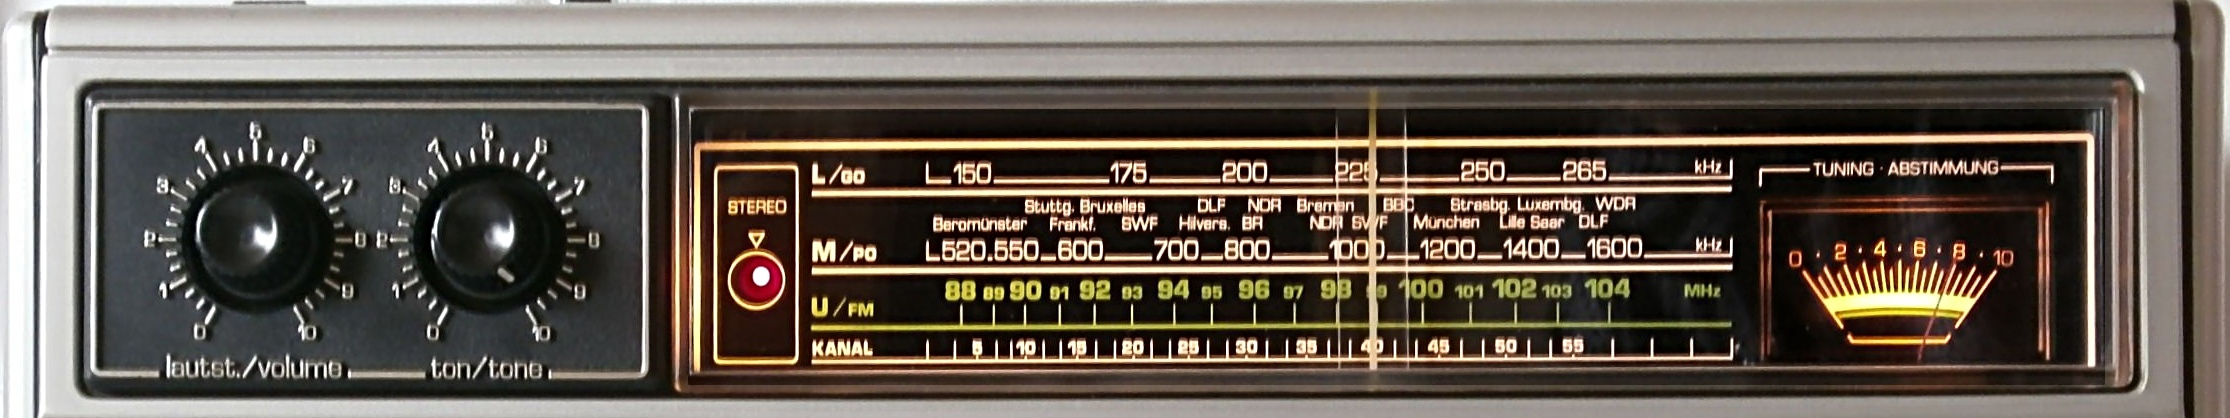 5
4 6
3 7
2 8
1 9
0 10
lautst./volume
5
4 6
3 7
2 8
1 9
0 10
ton/tone
STEREO
L/GO 150 175 200 225 250 265 kHz
Stuttg. Bruxelles DLF NDR Bremen BBC Strasbg. Luxembg. WDR
Beromünster Frankf. SWF Hilvers. BR NDR SWF München Lille Saar DLF
M/PO 520.550 600 700 800 1000 1200 1400 1600 kHz
U/FM 88 89 90 91 92 93 94 95 96 97 98 99 100 101 102 103 104 MHz
KANAL 5 10 15 20 25 30 35 40 45 50 55
TUNING · ABSTIMMUNG
0 · 2 · 4 · 6 · 8 · 10